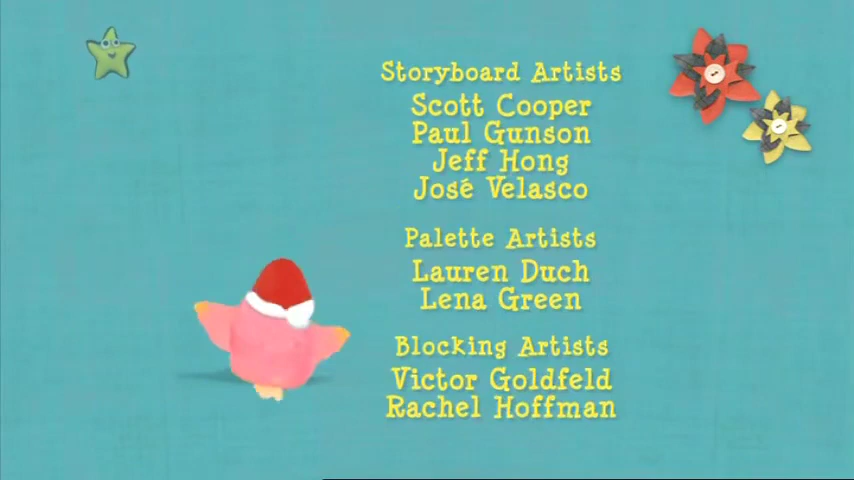 Storyboard Artists
Scott Cooper
Paul Gunson
Jeff Hong
José Velasco
Palette Artists
Lauren Duch
Lena Green
Blocking Artists
Victor Goldfeld
Rachel Hoffman